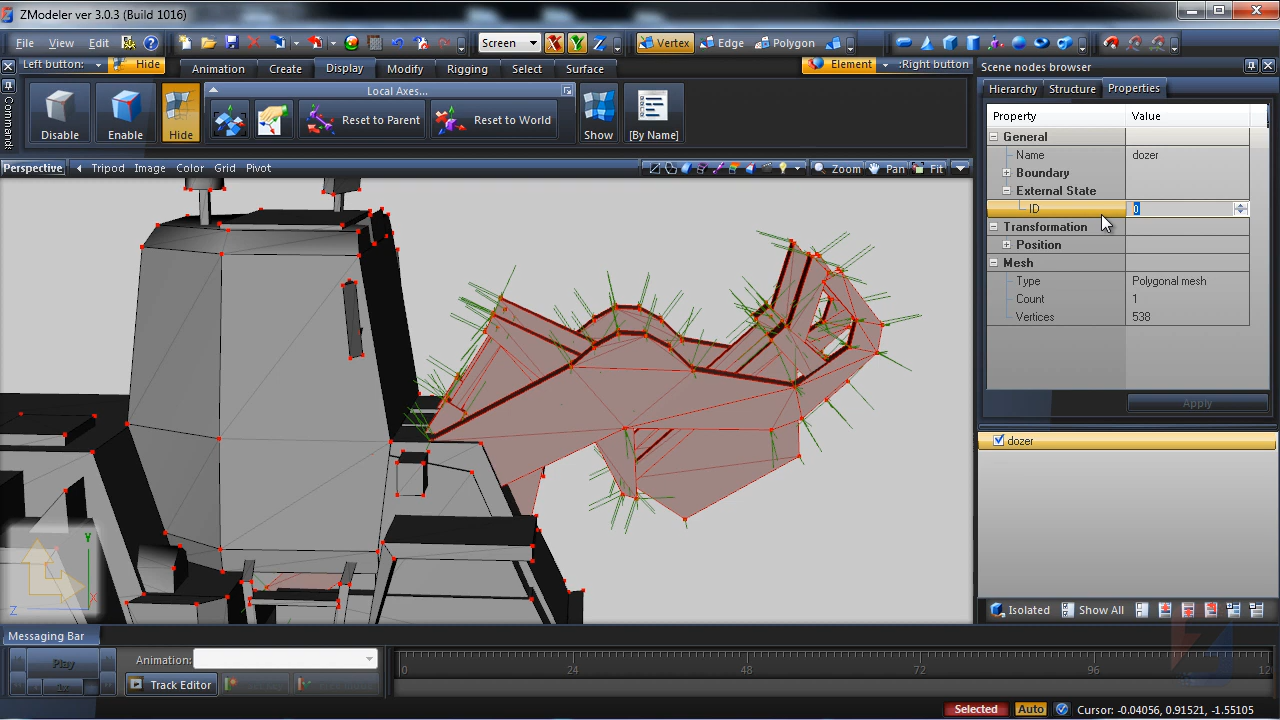 ZModeler ver 3.0.3 (Build 1016)
File View Edit Screen X Y Z Vertex Edge Polygon
Left button: Hide Element :Right button
Animation Create Display Modify Rigging Select Surface
Commands
Local Axes...
Disable Enable Hide Reset to Parent Reset to World Show [By Name]
Perspective Tripod Image Color Grid Pivot Zoom Pan Fit
Scene nodes browser
Hierarchy Structure Properties
Property Value
General
Name dozer
Boundary
External State
ID 0
Transformation
Position
Mesh
Type Polygonal mesh
Count 1
Vertices 538
Apply
dozer
Isolated Show All
Y
X
Z
Messaging Bar
Play
Animation:
Track Editor
0 24 48 72 96 12
Selected Auto Cursor: -0.04056, 0.91521, -1.55105